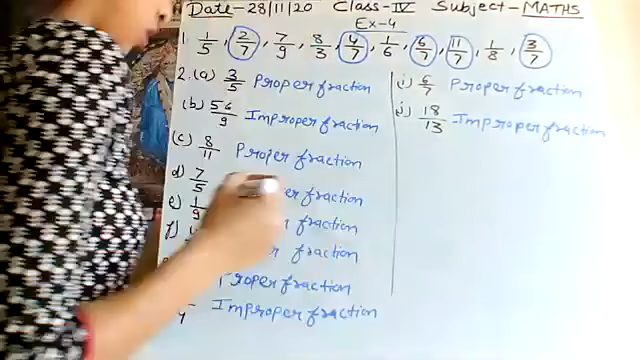 Date-28/11/20 Class-IV Subject-MATHS
Ex-4
1. 1/5, 2/7, 7/9, 8/3, 4/7, 1/6, 6/7, 11/7, 1/8, 3/7
2.(a) 3/5 Proper fraction
(b) 56/9 Improper fraction
(c) 8/11 Proper fraction
d) 7/5 fraction
e) 1/9 fraction
f) fraction
Proper fraction
4 Improper fraction
(i) 6/7 Proper fraction
(j) 18/13 Improper fraction